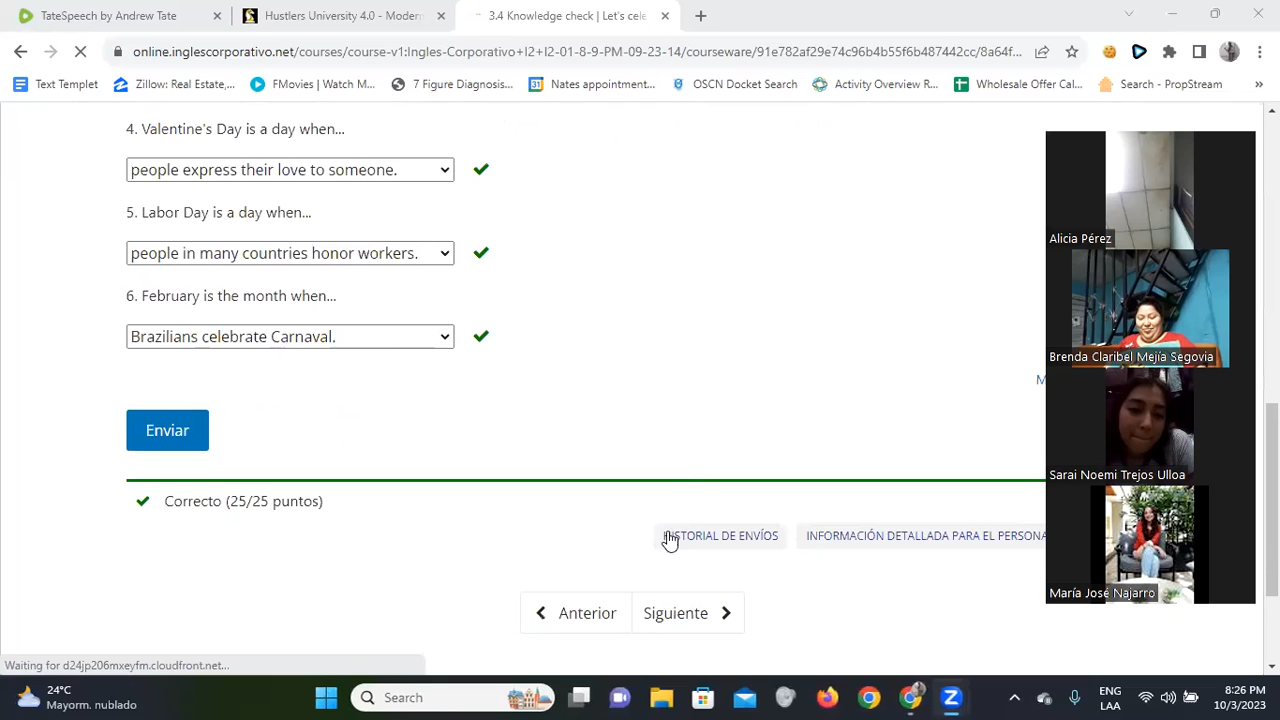 TateSpeech by Andrew Tate
Hustlers University 4.0 - Modern
3.4 Knowledge check | Let's cele
online.inglescorporativo.net/courses/course-v1:Ingles-Corporativo+I2+I2-01-8-9-PM-09-23-14/courseware/91e782af29e74c96b4b55f6b487442cc/8a64f...
Text Templet
Zillow: Real Estate,...
FMovies | Watch M...
7 Figure Diagnosis...
Nates appointment...
OSCN Docket Search
Activity Overview /...
Wholesale Offer Cal...
Search - PropStream
4. Valentine's Day is a day when...
people express their love to someone.
5. Labor Day is a day when...
people in many countries honor workers.
6. February is the month when...
Brazilians celebrate Carnaval.
Enviar
Correcto (25/25 puntos)
HISTORIAL DE ENVÍOS
INFORMACIÓN DETALLADA PARA EL PERSONA
Anterior
Siguiente
Alicia Pérez
Brenda Claribel Mejía Segovia
Sarai Noemi Trejos Ulloa
María José Najarro
Waiting for d24jp206mxeyfm.cloudfront.net...
24°C
Mayorm. nublado
Search
ENG
LAA
8:26 PM
10/3/2023